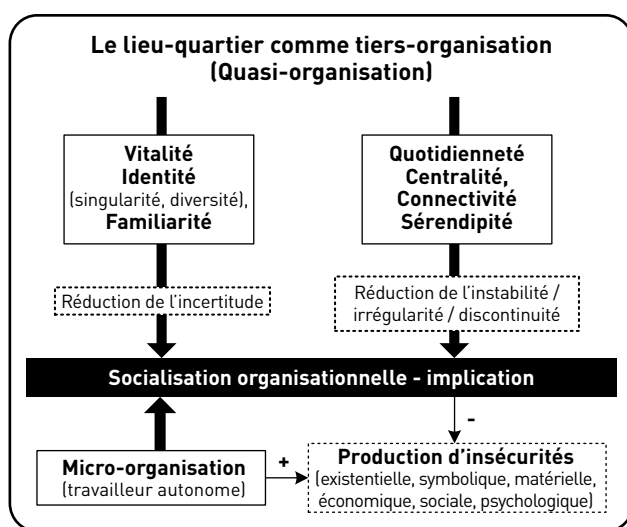 Le lieu-quartier comme tiers-organisation
(Quasi-organisation)
Vitalité
Identité
(singularité, diversité),
Familiarité
Quotidienneté
Centralité,
Connectivité
Sérendipité
Réduction de l'incertitude
Réduction de l'instabilité /
irrégularité / discontinuité
Socialisation organisationnelle - implication
-
Micro-organisation
(travailleur autonome)
+
Production d'insécurités
(existentielle, symbolique, matérielle,
économique, sociale, psychologique)